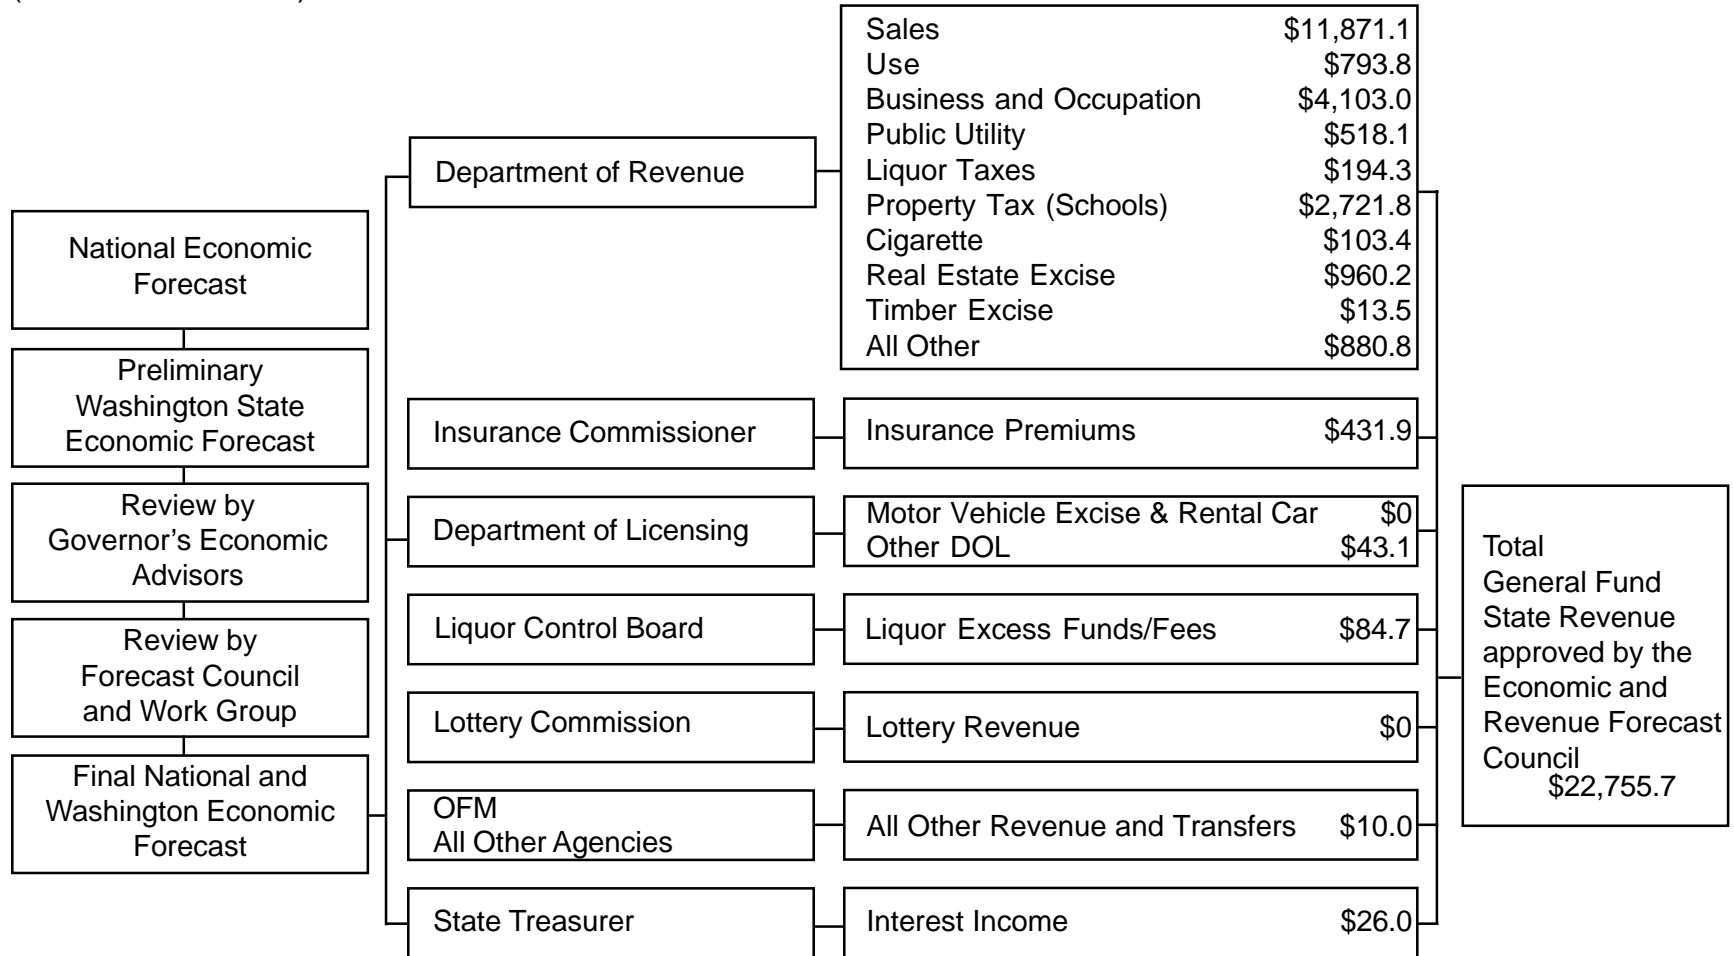 National Economic
Forecast
Preliminary
Washington State
Economic Forecast
Review by
Governor’s Economic
Advisors
Review by
Forecast Council
and Work Group
Final National and
Washington Economic
Forecast
Department of Revenue
Sales $11,871.1
Use $793.8
Business and Occupation $4,103.0
Public Utility $518.1
Liquor Taxes $194.3
Property Tax (Schools) $2,721.8
Cigarette $103.4
Real Estate Excise $960.2
Timber Excise $13.5
All Other $880.8
Insurance Commissioner
Insurance Premiums $431.9
Department of Licensing
Motor Vehicle Excise & Rental Car $0
Other DOL $43.1
Liquor Control Board
Liquor Excess Funds/Fees $84.7
Lottery Commission
Lottery Revenue $0
OFM
All Other Agencies
All Other Revenue and Transfers $10.0
State Treasurer
Interest Income $26.0
Total
General Fund
State Revenue
approved by the
Economic and
Revenue Forecast
Council
$22,755.7